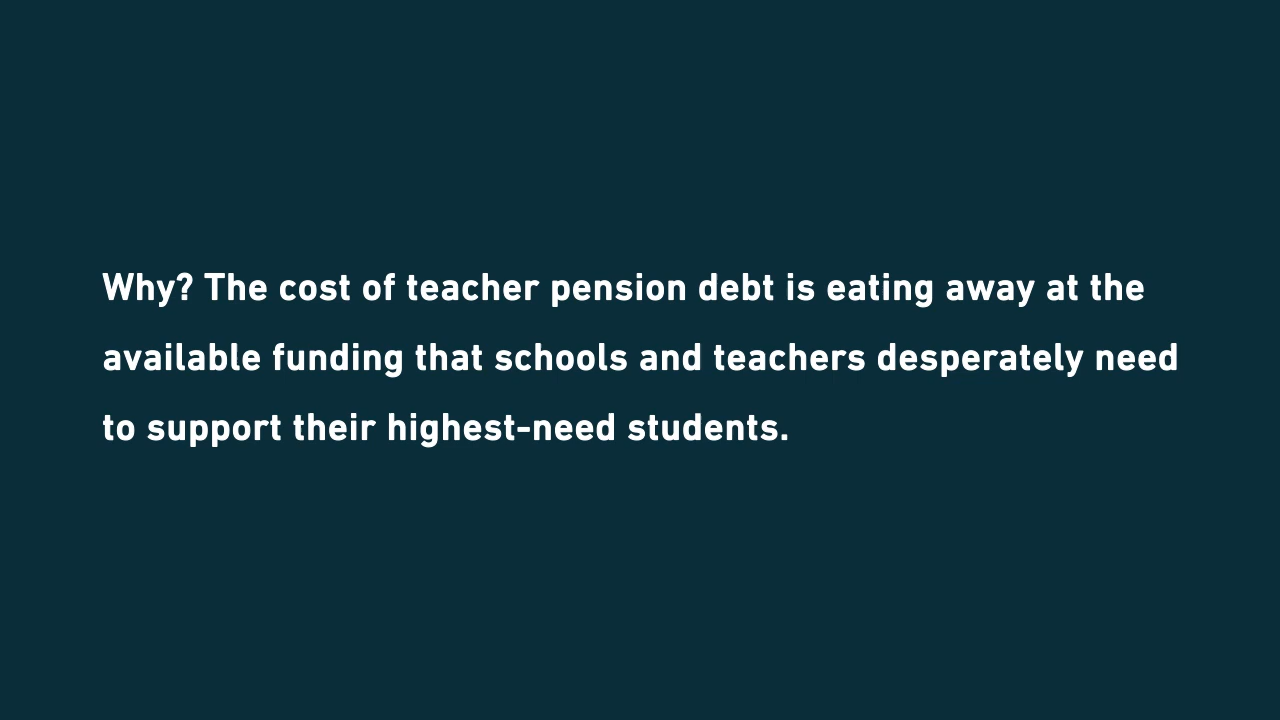 Why? The cost of teacher pension debt is eating away at the
available funding that schools and teachers desperately need
to support their highest-need students.